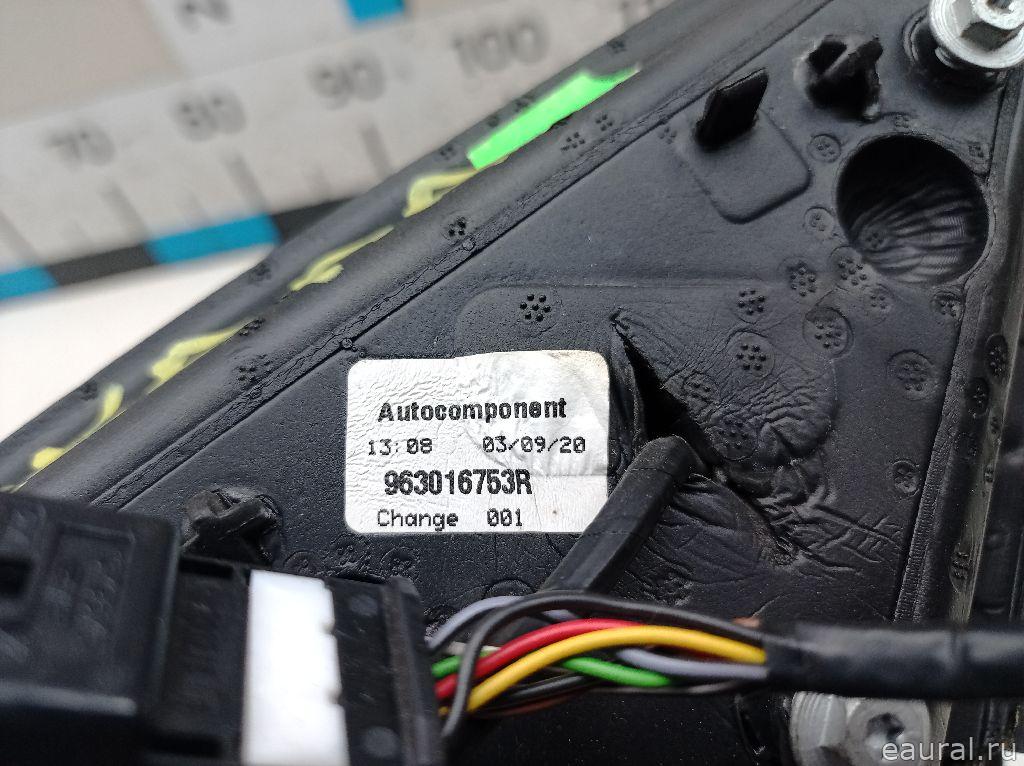 70 80 90 100
Autocomponent
13:08 03/09/20
963016753R
Change 001
eaural.ru